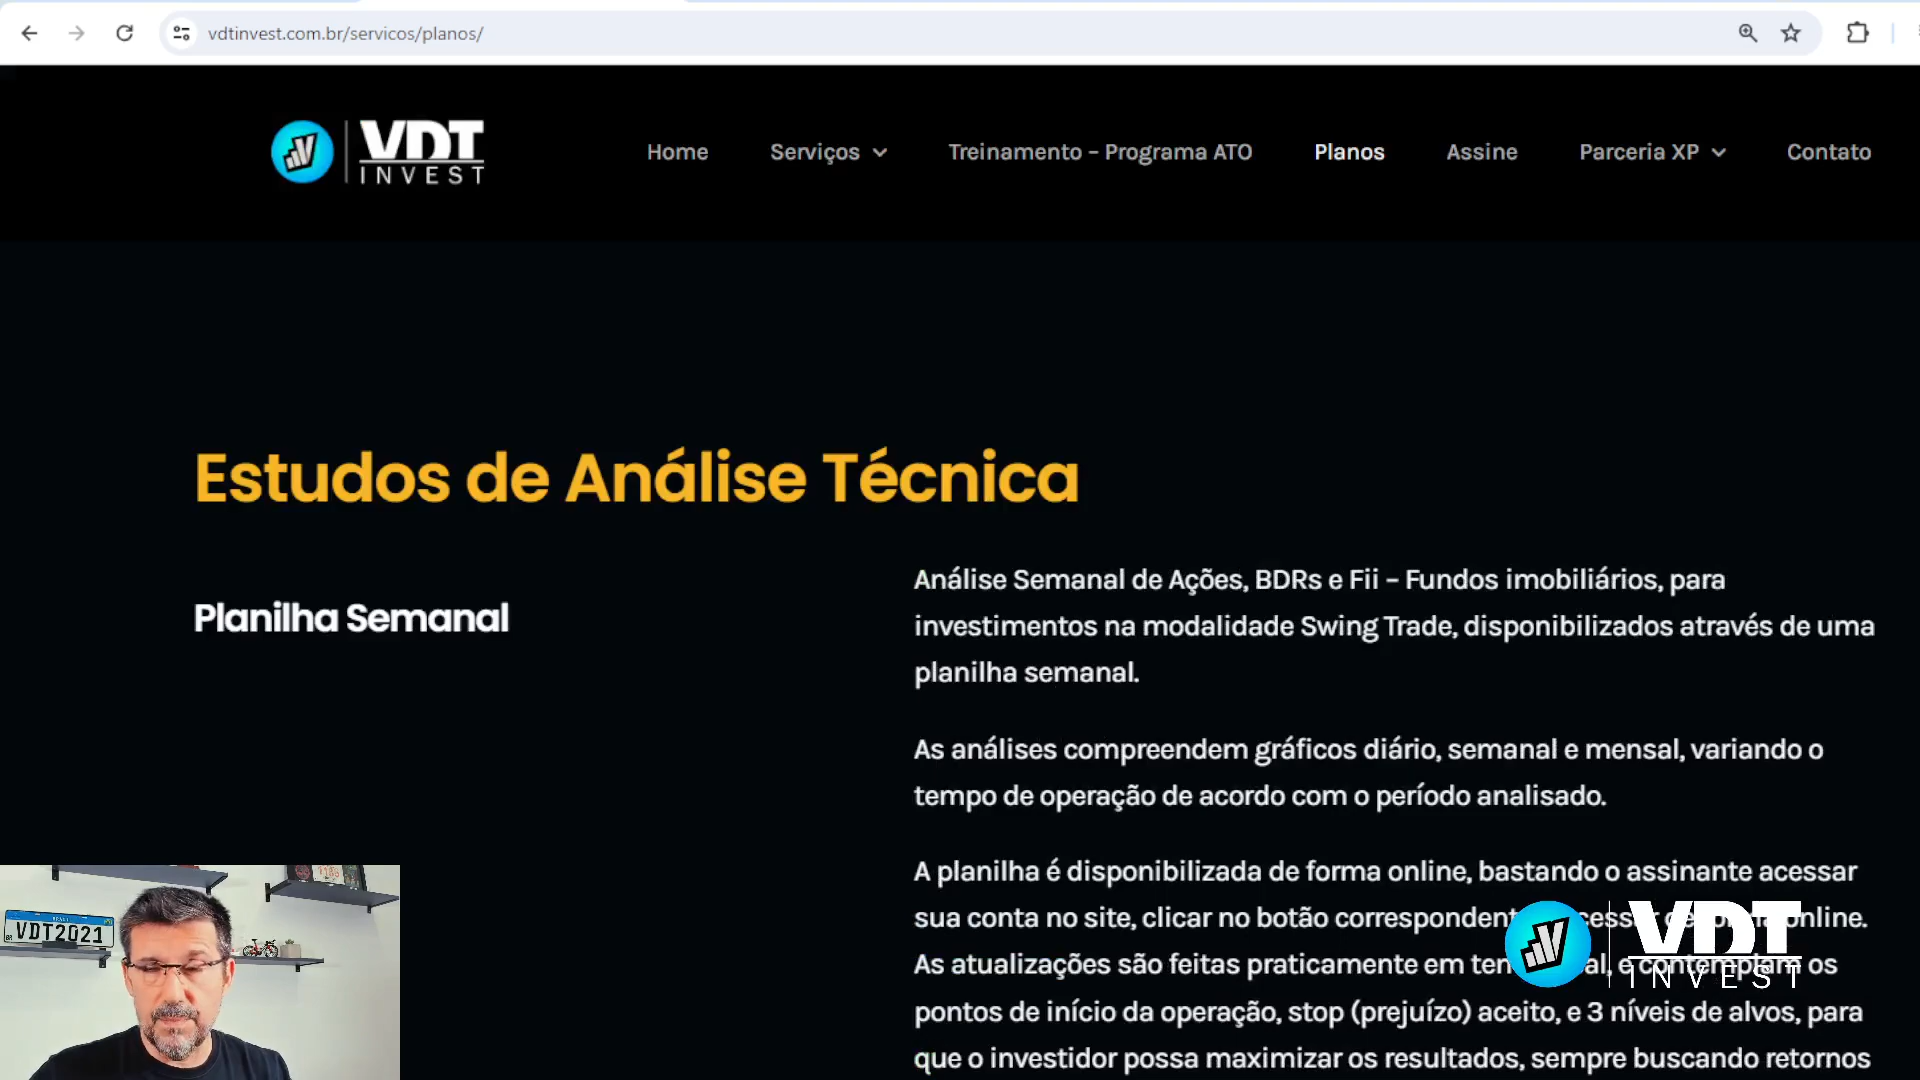 vdtinvest.com.br/servicos/planos/
VDT
INVEST
Home
Serviços
Treinamento – Programa ATO
Planos
Assine
Parceria XP
Contato
Estudos de Análise Técnica
Planilha Semanal
Análise Semanal de Ações, BDRs e Fii – Fundos imobiliários, para
investimentos na modalidade Swing Trade, disponibilizados através de uma
planilha semanal.
As análises compreendem gráficos diário, semanal e mensal, variando o
tempo de operação de acordo com o período analisado.
A planilha é disponibilizada de forma online, bastando o assinante acessar
sua conta no site, clicar no botão
As atualizações são feitas praticamente em contemplam os
pontos de início da operação, stop (prejuízo) aceito, e 3 níveis de alvos, para
que o investidor possa maximizar os resultados, sempre buscando retornos
VDT
INVEST
VDT2021